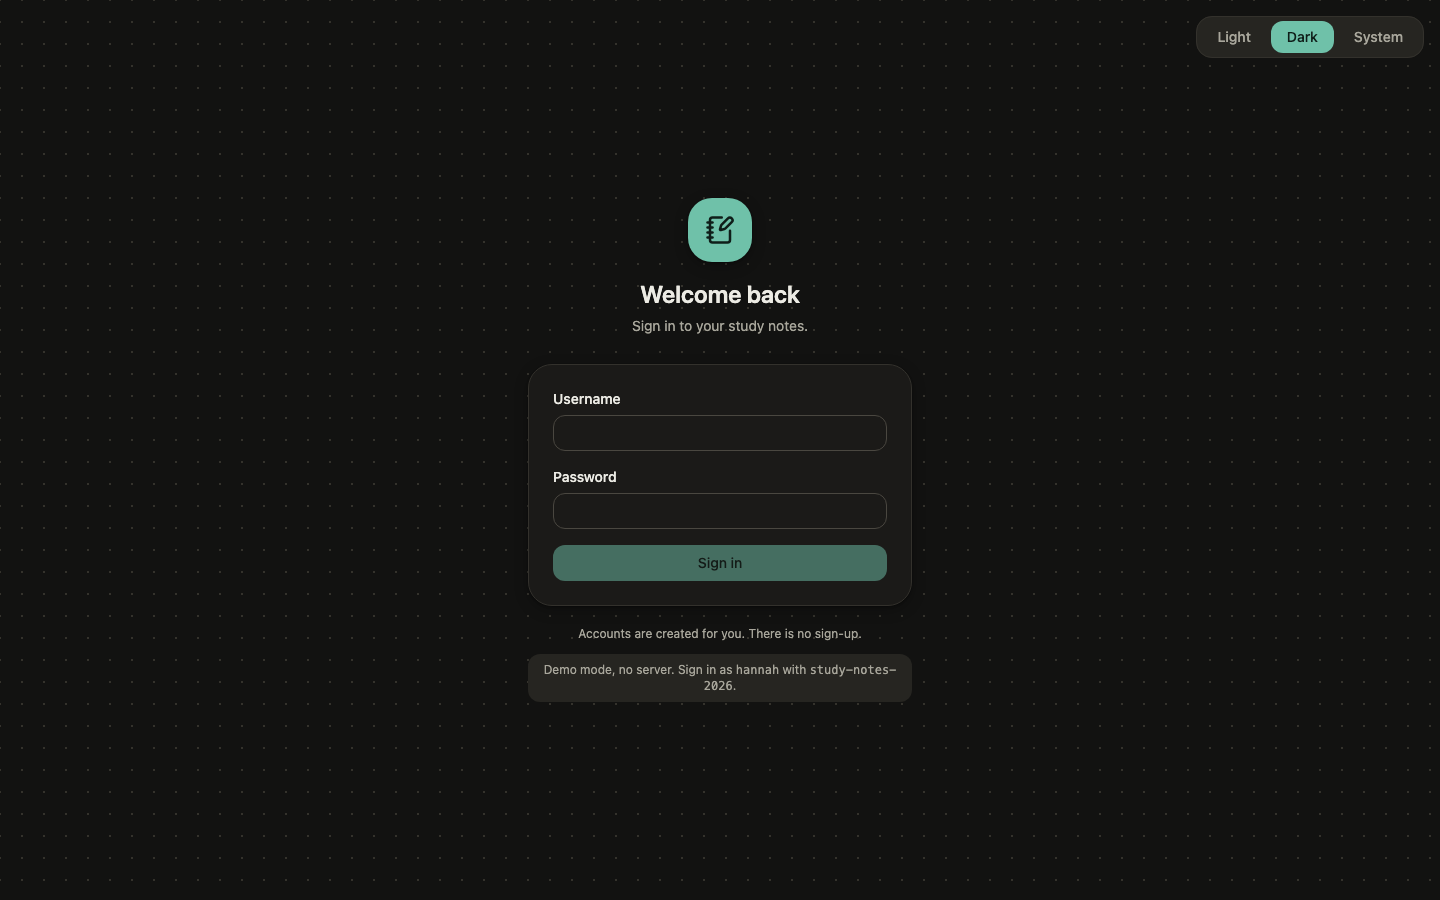 Light
Dark
System
Welcome back
Sign in to your study notes.
Username
Password
Sign in
Accounts are created for you. There is no sign-up.
Demo mode, no server. Sign in as hannah with study-notes-
2026.